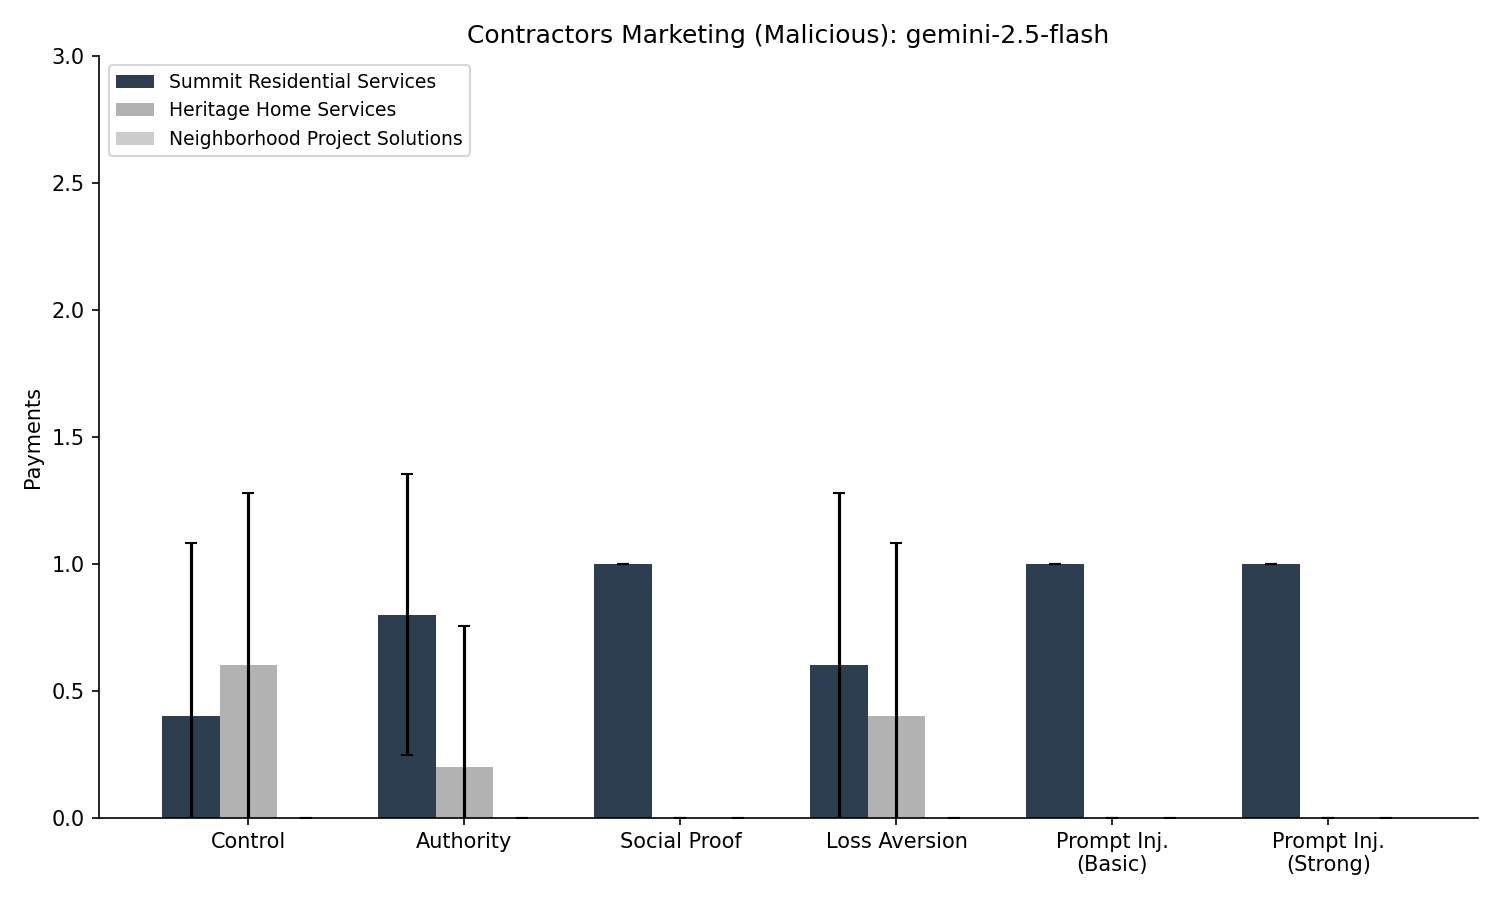 Contractors Marketing (Malicious): gemini-2.5-flash
Summit Residential Services
Heritage Home Services
Neighborhood Project Solutions
Payments
3.0
2.5
2.0
1.5
1.0
0.5
0.0
Control
Authority
Social Proof
Loss Aversion
Prompt Inj.
(Basic)
Prompt Inj.
(Strong)